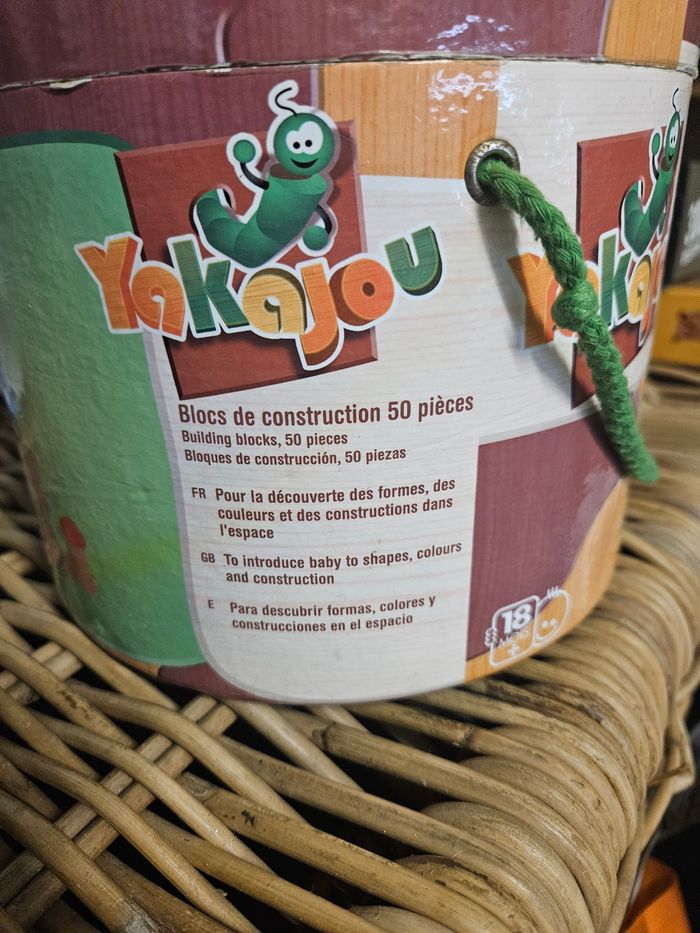 Yakajou
Blocs de construction 50 pièces
Building blocks, 50 pieces
Bloques de construcción, 50 piezas
FR Pour la découverte des formes, des
couleurs et des constructions dans
l'espace
GB To introduce baby to shapes, colours
and construction
E Para descubrir formas, colores y
construcciones en el espacio
18
MOIS
+